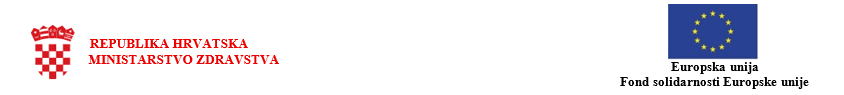 REPUBLIKA HRVATSKA
MINISTARSTVO ZDRAVSTVA
Europska unija
Fond solidarnosti Europske unije